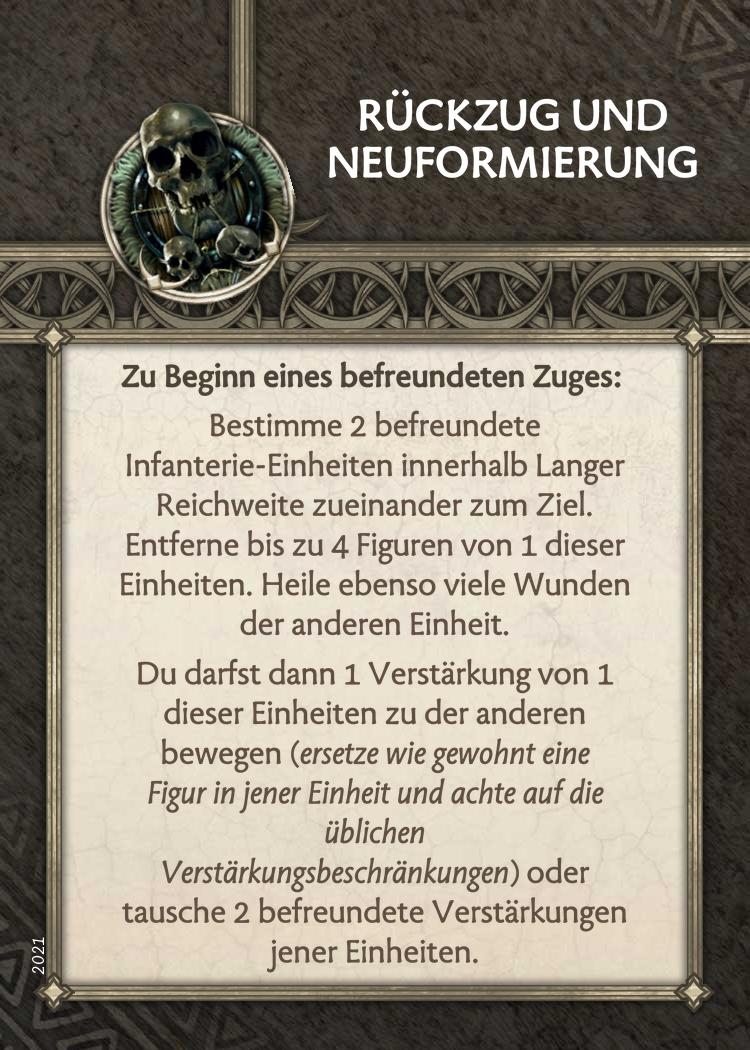 RÜCKZUG UND
NEUFORMIERUNG
Zu Beginn eines befreundeten Zuges:
Bestimme 2 befreundete
Infanterie-Einheiten innerhalb Langer
Reichweite zueinander zum Ziel.
Entferne bis zu 4 Figuren von 1 dieser
Einheiten. Heile ebenso viele Wunden
der anderen Einheit.
Du darfst dann 1 Verstärkung von 1
dieser Einheiten zu der anderen
bewegen (ersetze wie gewohnt eine
Figur in jener Einheit und achte auf die
üblichen
Verstärkungsbeschränkungen) oder
tausche 2 befreundete Verstärkungen
jener Einheiten.
2021